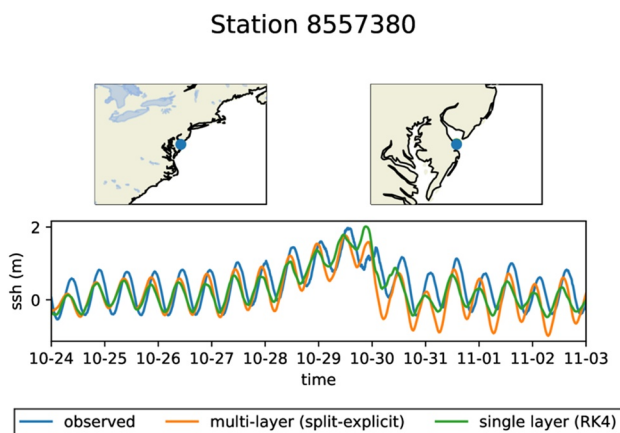 Station 8557380
2
0
ssh (m)
10-24 10-25 10-26 10-27 10-28 10-29 10-30 10-31 11-01 11-02 11-03
time
observed multi-layer (split-explicit) single layer (RK4)